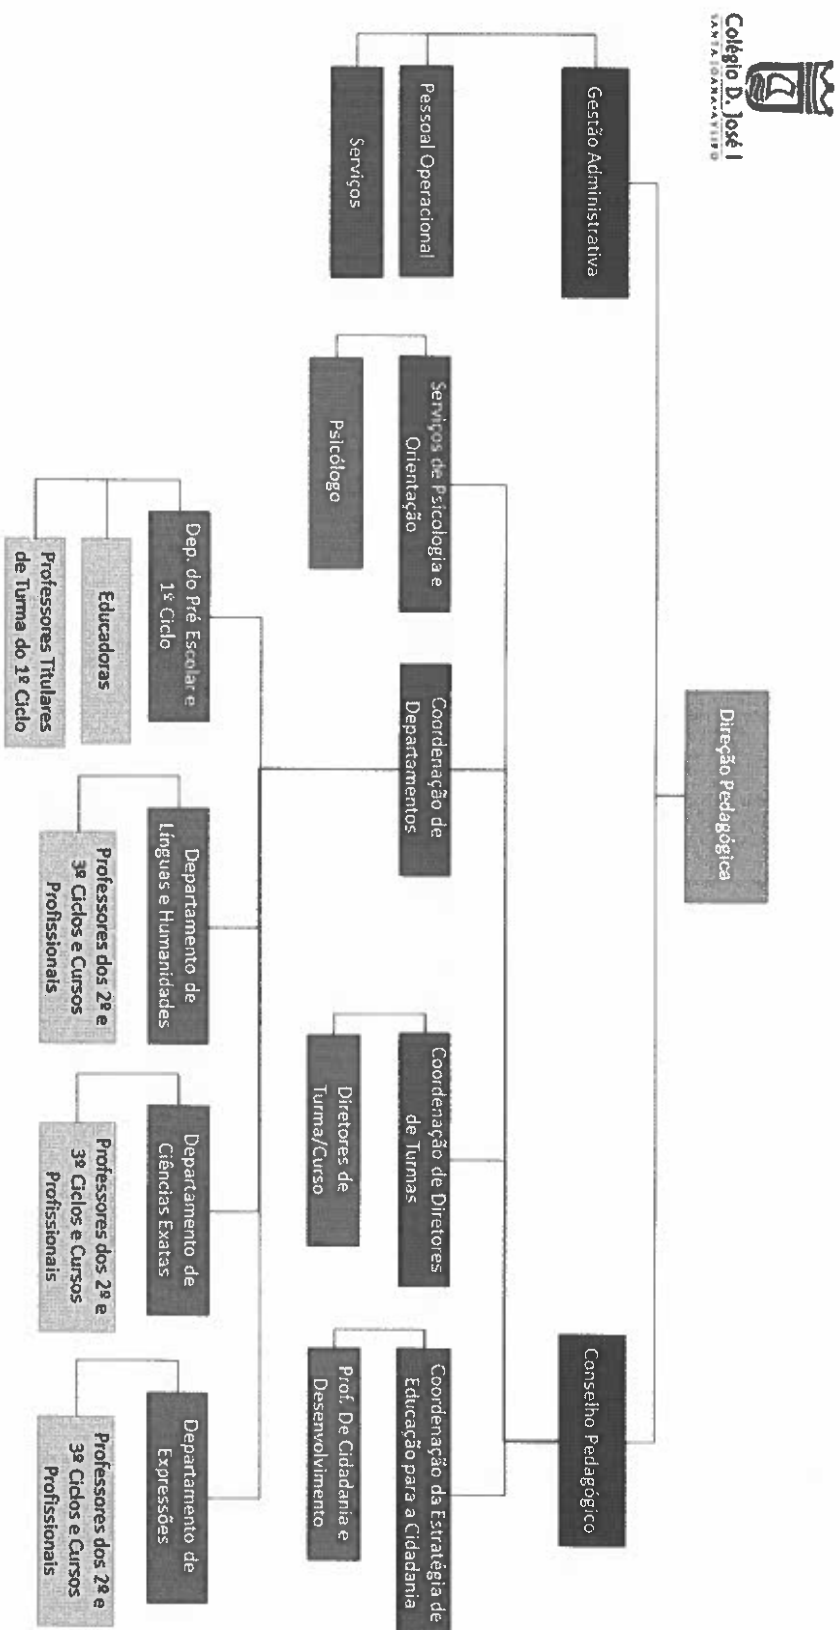 Colégio D. José I
SANTA JOANA•AVEIRO
Direção Pedagógica
Gestão Administrativa
Conselho Pedagógico
Pessoal Operacional
Serviços
Serviços de Psicologia e
Orientação
Psicólogo
Coordenação de
Departamentos
Coordenação de Diretores
de Turmas
Diretores de
Turma/Curso
Coordenação da Estratégia de
Educação para a Cidadania
Prof. De Cidadania e
Desenvolvimento
Dep. do Pré Escolar e
1º Ciclo
Educadoras
Professores Titulares
de Turma do 1º Ciclo
Departamento de
Línguas e Humanidades
Professores dos 2º e
3º Ciclos e Cursos
Profissionais
Departamento de
Ciências Exatas
Professores dos 2º e
3º Ciclos e Cursos
Profissionais
Departamento de
Expressões
Professores dos 2º e
3º Ciclos e Cursos
Profissionais